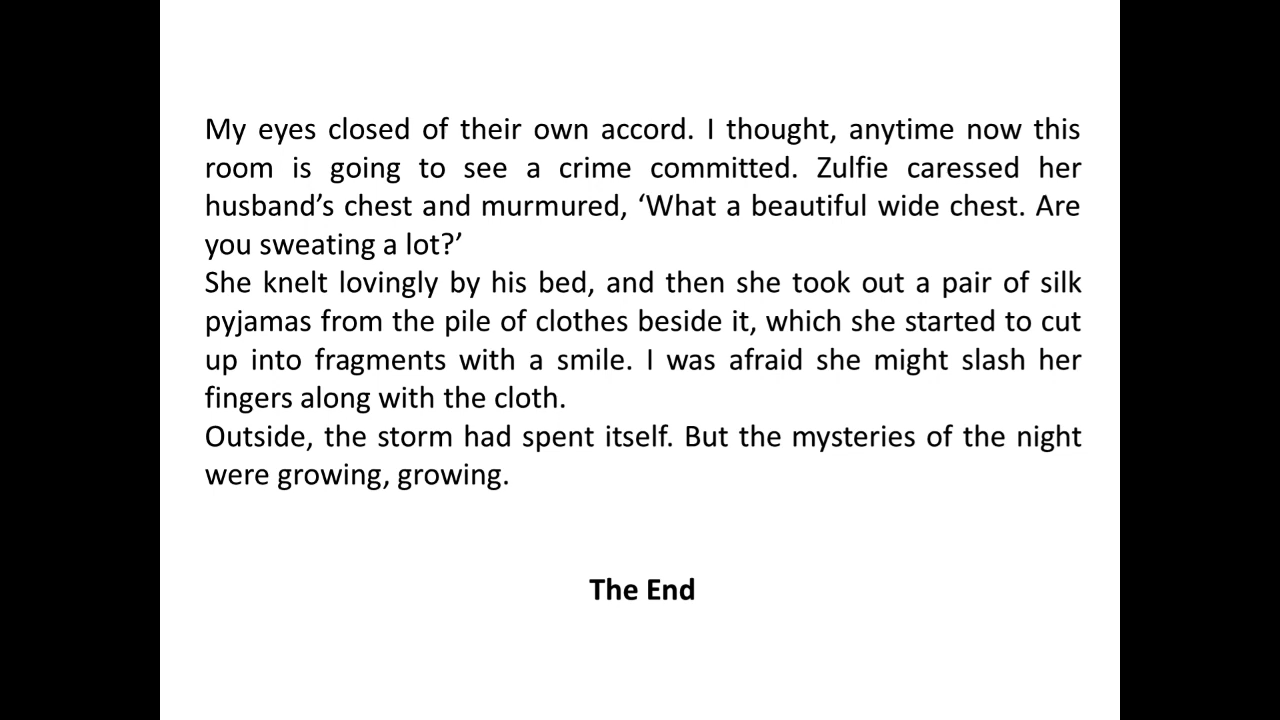 My eyes closed of their own accord. I thought, anytime now this
room is going to see a crime committed. Zulfie caressed her
husband’s chest and murmured, ‘What a beautiful wide chest. Are
you sweating a lot?’
She knelt lovingly by his bed, and then she took out a pair of silk
pyjamas from the pile of clothes beside it, which she started to cut
up into fragments with a smile. I was afraid she might slash her
fingers along with the cloth.
Outside, the storm had spent itself. But the mysteries of the night
were growing, growing.
The End